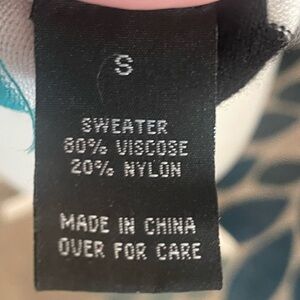 S
SWEATER
80% VISCOSE
20% NYLON
MADE IN CHINA
OVER FOR CARE